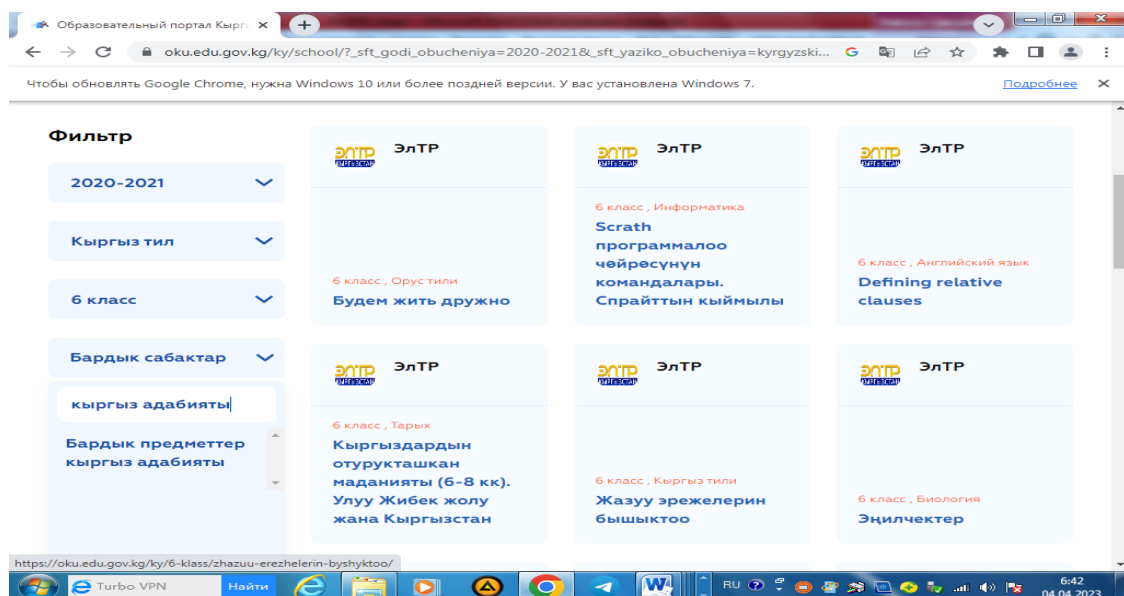 Образовательный портал Кырг
oku.edu.gov.kg/ky/school/?_sft_godi_obucheniya=2020-2021&_sft_yaziko_obucheniya=kyrgyzski...
Чтобы обновлять Google Chrome, нужна Windows 10 или более поздней версии. У вас установлена Windows 7.
Подробнее
Фильтр
2020-2021
Кыргыз тил
6 класс
Бардык сабактар
кыргыз адабияты
Бардык предметтер
кыргыз адабияты
ЭлТР
6 класс , Орус тили
Будем жить дружно
ЭлТР
6 класс , Информатика
Scrath
программалоо
чөйрөсүнүн
командалары.
Спрайттын кыймылы
ЭлТР
6 класс , Английский язык
Defining relative
clauses
ЭлТР
6 класс , Тарых
Кыргыздардын
отурукташкан
маданияты (6-8 кк).
Улуу Жибек жолу
жана Кыргызстан
ЭлТР
6 класс , Кыргыз тили
Жазуу эрежелерин
бышыктоо
ЭлТР
6 класс , Биология
Эңилчектер
https://oku.edu.gov.kg/ky/6-klass/zhazuu-erezhelerin-byshyktoo/
Turbo VPN
Найти
RU
6:42
04.04.2023